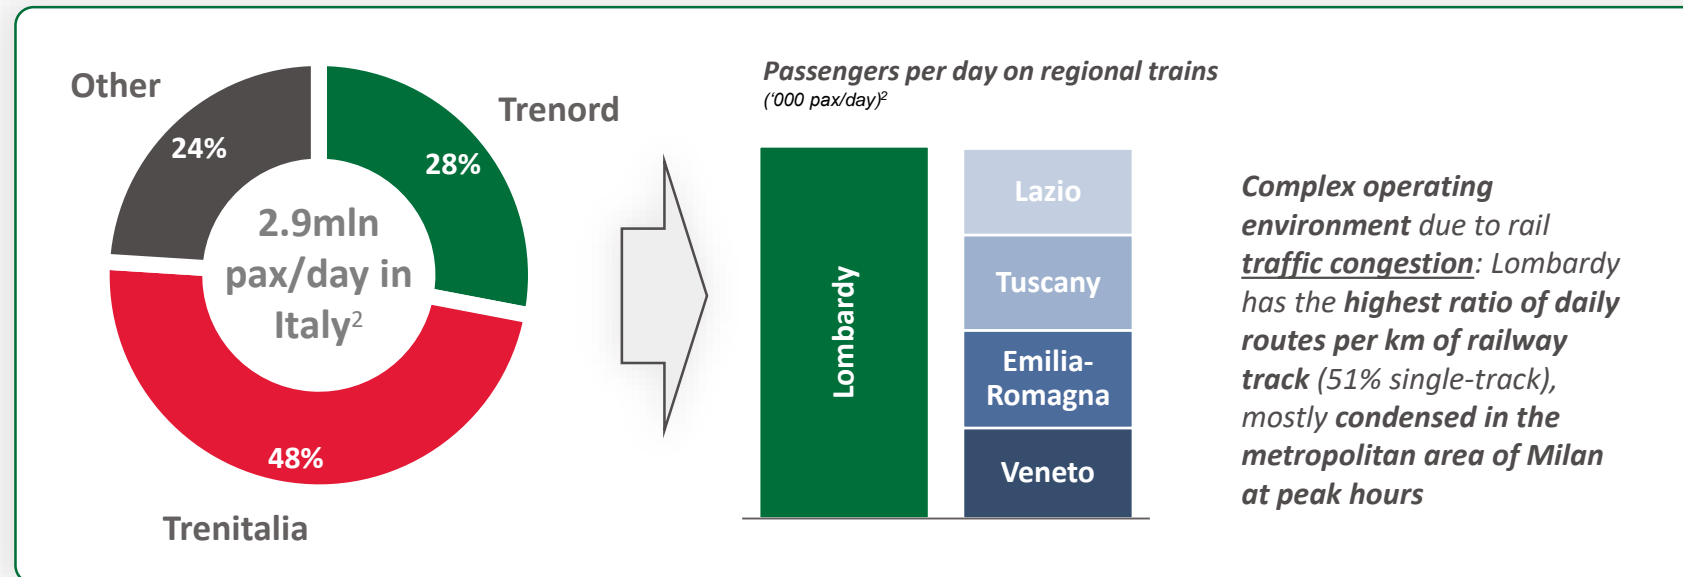 Other
Trenord
24%
28%
2.9mln
pax/day in
Italy²
48%
Trenitalia
Passengers per day on regional trains
(‘000 pax/day)²
Lombardy
Lazio
Tuscany
Emilia-
Romagna
Veneto
Complex operating
environment due to rail
traffic congestion: Lombardy
has the highest ratio of daily
routes per km of railway
track (51% single-track),
mostly condensed in the
metropolitan area of Milan
at peak hours